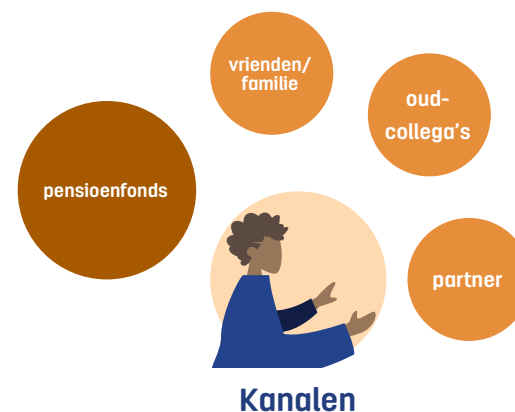 vrienden/
familie
oud-
collega's
pensioenfonds
partner
Kanalen